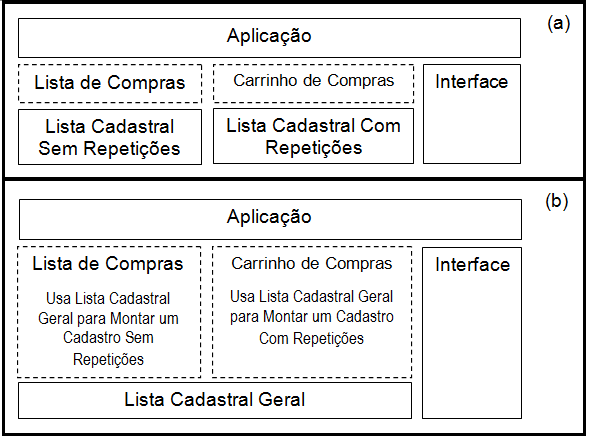 (a)
Aplicação
Lista de Compras
Carrinho de Compras
Interface
Lista Cadastral
Sem Repetições
Lista Cadastral Com
Repetições
(b)
Aplicação
Lista de Compras
Usa Lista Cadastral
Geral para Montar um
Cadastro Sem
Repetições
Carrinho de Compras
Usa Lista Cadastral Geral
para Montar um Cadastro
Com Repetições
Interface
Lista Cadastral Geral